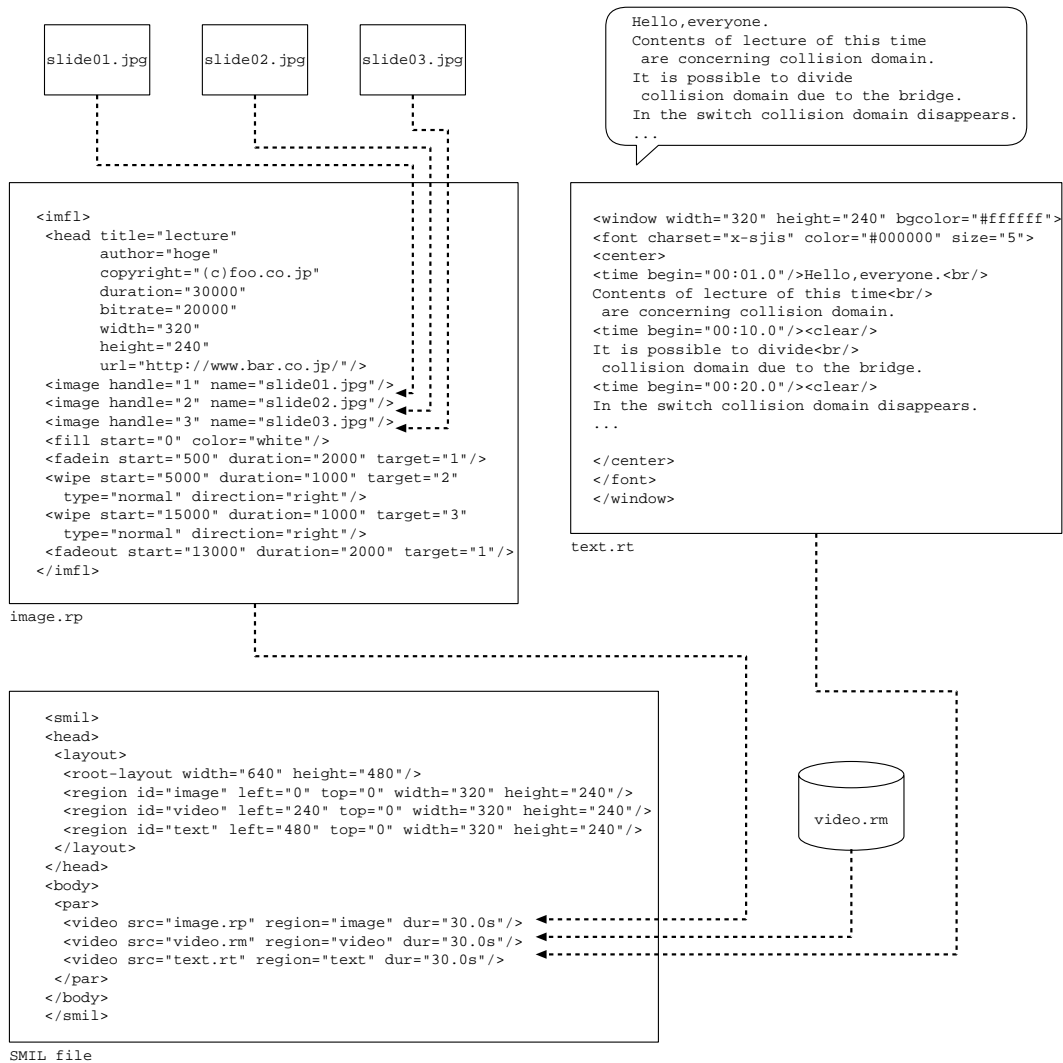 slide01.jpg
slide02.jpg
slide03.jpg
Hello,everyone.
Contents of lecture of this time
are concerning collision domain.
It is possible to divide
collision domain due to the bridge.
In the switch collision domain disappears.
...
<imfl>
<head title="lecture"
author="hoge"
copyright="(c)foo.co.jp"
duration="30000"
bitrate="20000"
width="320"
height="240"
url="http://www.bar.co.jp/"/>
<image handle="1" name="slide01.jpg"/>
<image handle="2" name="slide02.jpg"/>
<image handle="3" name="slide03.jpg"/>
<fill start="0" color="white"/>
<fadein start="500" duration="2000" target="1"/>
<wipe start="5000" duration="1000" target="2"
type="normal" direction="right"/>
<wipe start="15000" duration="1000" target="3"
type="normal" direction="right"/>
<fadeout start="13000" duration="2000" target="1"/>
</imfl>
image.rp
<window width="320" height="240" bgcolor="#ffffff">
<font charset="x-sjis" color="#000000" size="5">
<center>
<time begin="00:01.0"/>Hello,everyone.<br/>
Contents of lecture of this time<br/>
are concerning collision domain.
<time begin="00:10.0"/><clear/>
It is possible to divide<br/>
collision domain due to the bridge.
<time begin="00:20.0"/><clear/>
In the switch collision domain disappears.
...
</center>
</font>
</window>
text.rt
<smil>
<head>
<layout>
<root-layout width="640" height="480"/>
<region id="image" left="0" top="0" width="320" height="240"/>
<region id="video" left="240" top="0" width="320" height="240"/>
<region id="text" left="480" top="0" width="320" height="240"/>
</layout>
</head>
<body>
<par>
<video src="image.rp" region="image" dur="30.0s"/>
<video src="video.rm" region="video" dur="30.0s"/>
<video src="text.rt" region="text" dur="30.0s"/>
</par>
</body>
</smil>
SMIL file
video.rm